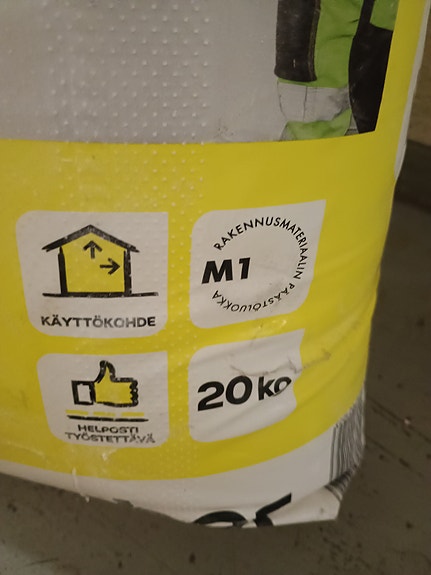 KÄYTTÖKOHDE
RAKENNUSMATERIAALIN PÄÄSTÖLUOKKA
M1
HELPOSTI
TYÖSTETTÄVÄ
20 kg